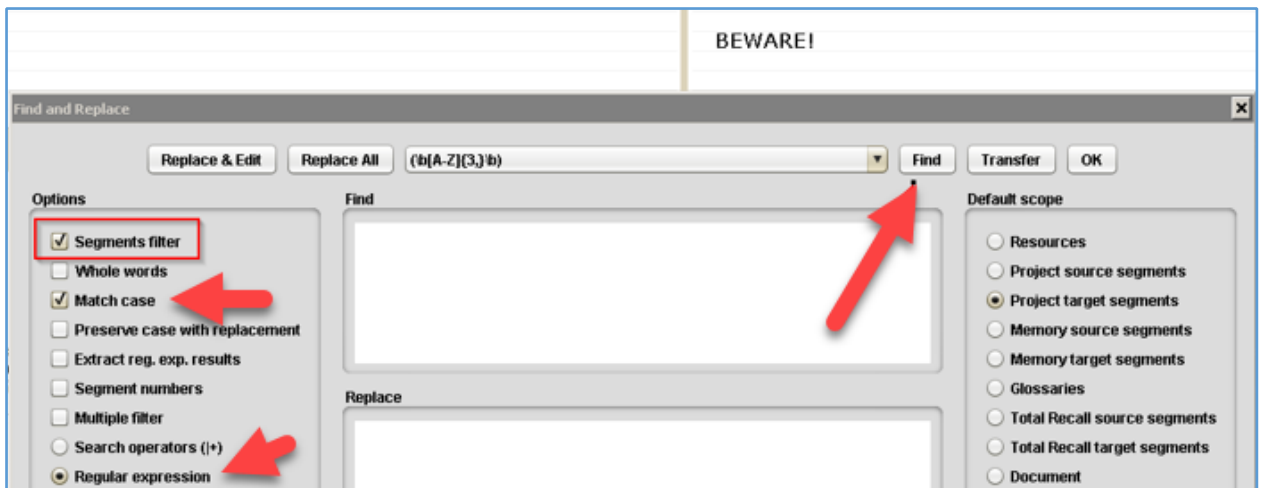 BEWARE!
Find and Replace
Replace & Edit Replace All (\b[A-Z]{3,}\b) Find Transfer OK
Options Find Default scope
Segments filter Resources
Whole words Project source segments
Match case Project target segments
Preserve case with replacement Memory source segments
Extract reg. exp. results Memory target segments
Segment numbers Glossaries
Replace
Multiple filter Total Recall source segments
Search operators (|+) Total Recall target segments
Regular expression Document